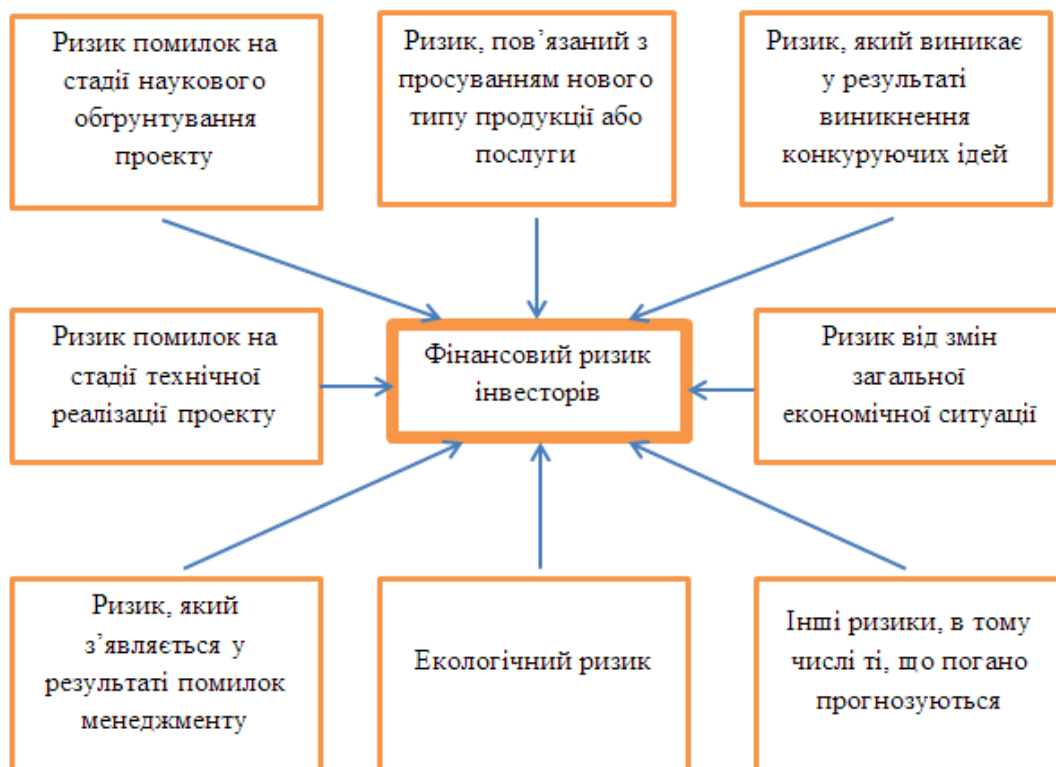 Ризик помилок на
стадії наукового
обґрунтування
проекту
Ризик, пов’язаний з
просуванням нового
типу продукції або
послуги
Ризик, який виникає
у результаті
виникнення
конкуруючих ідей
Ризик помилок на
стадії технічної
реалізації проекту
Фінансовий ризик
інвесторів
Ризик від змін
загальної
економічної ситуації
Ризик, який
з’являється у
результаті помилок
менеджменту
Екологічний ризик
Інші ризики, в тому
числі ті, що погано
прогнозуються